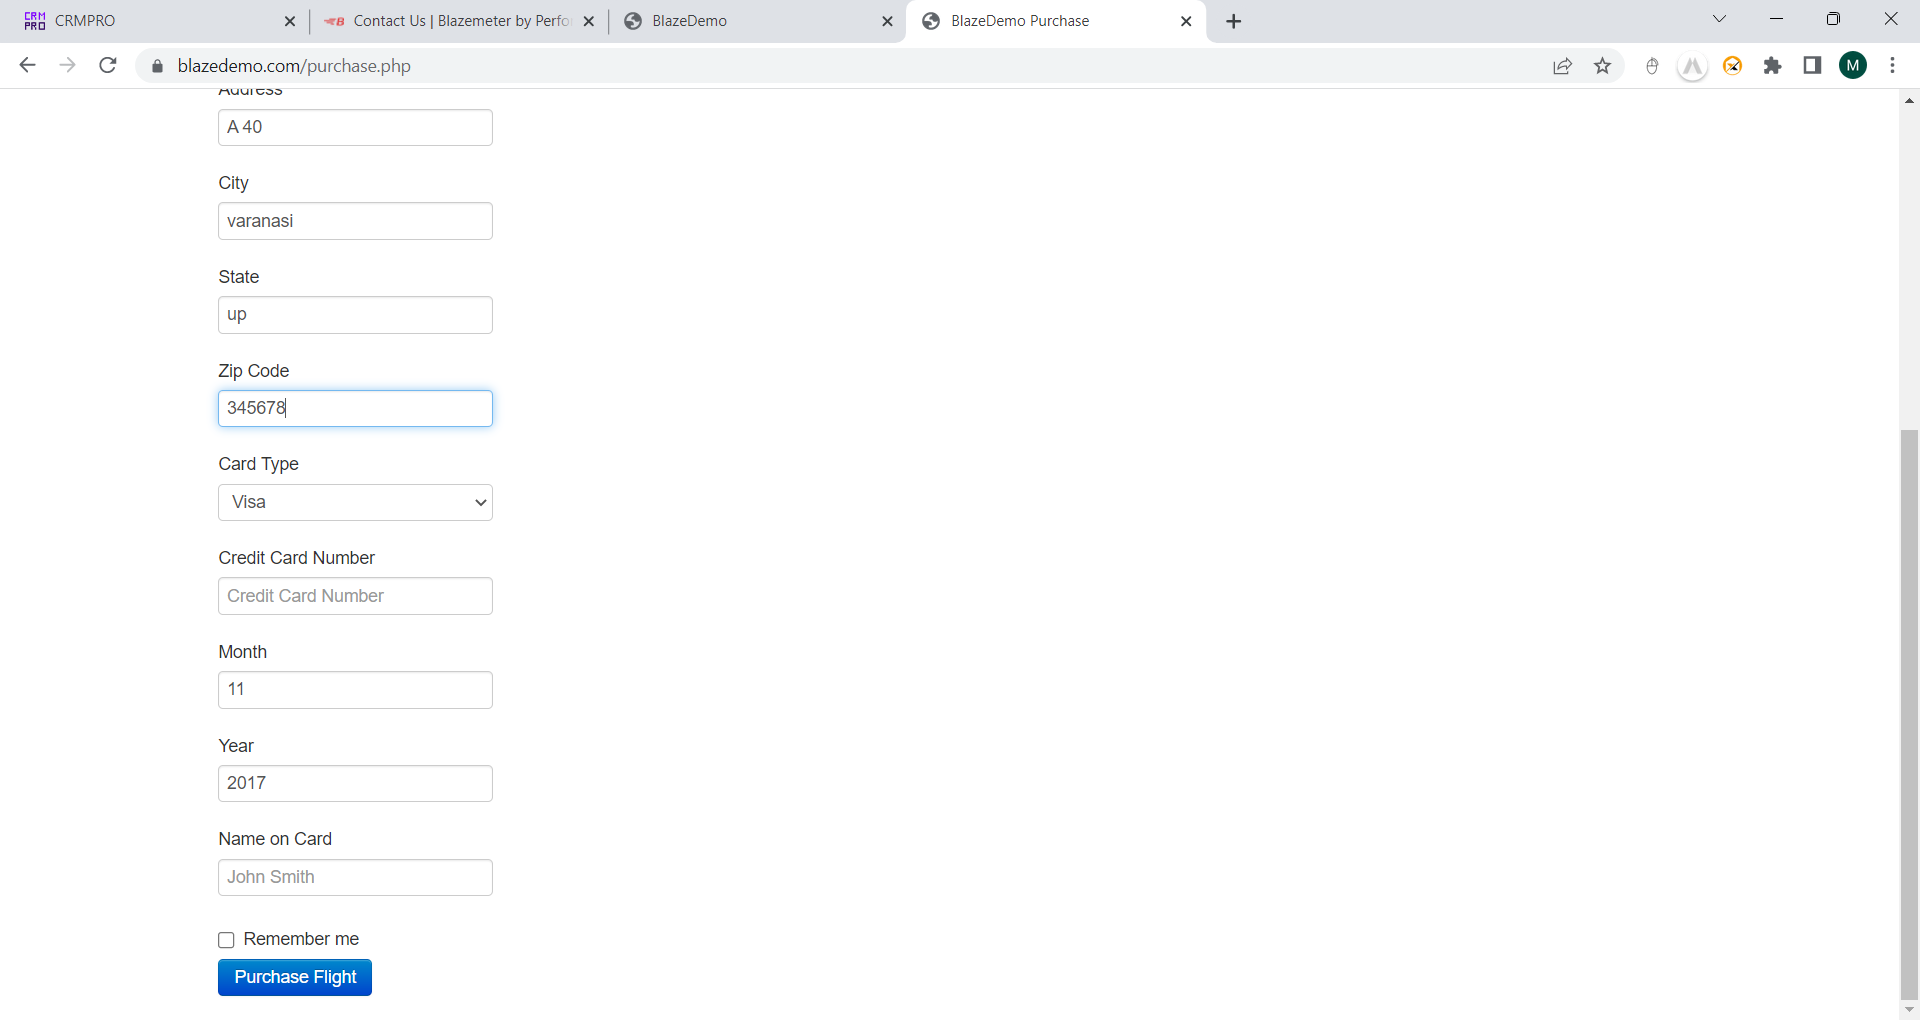 CRM
PRO
CRMPRO
Contact Us | Blazemeter by Perfo
BlazeDemo
BlazeDemo Purchase
blazedemo.com/purchase.php
M
Address
A 40
City
varanasi
State
up
Zip Code
345678
Card Type
Visa
Credit Card Number
Credit Card Number
Month
11
Year
2017
Name on Card
John Smith
Remember me
Purchase Flight